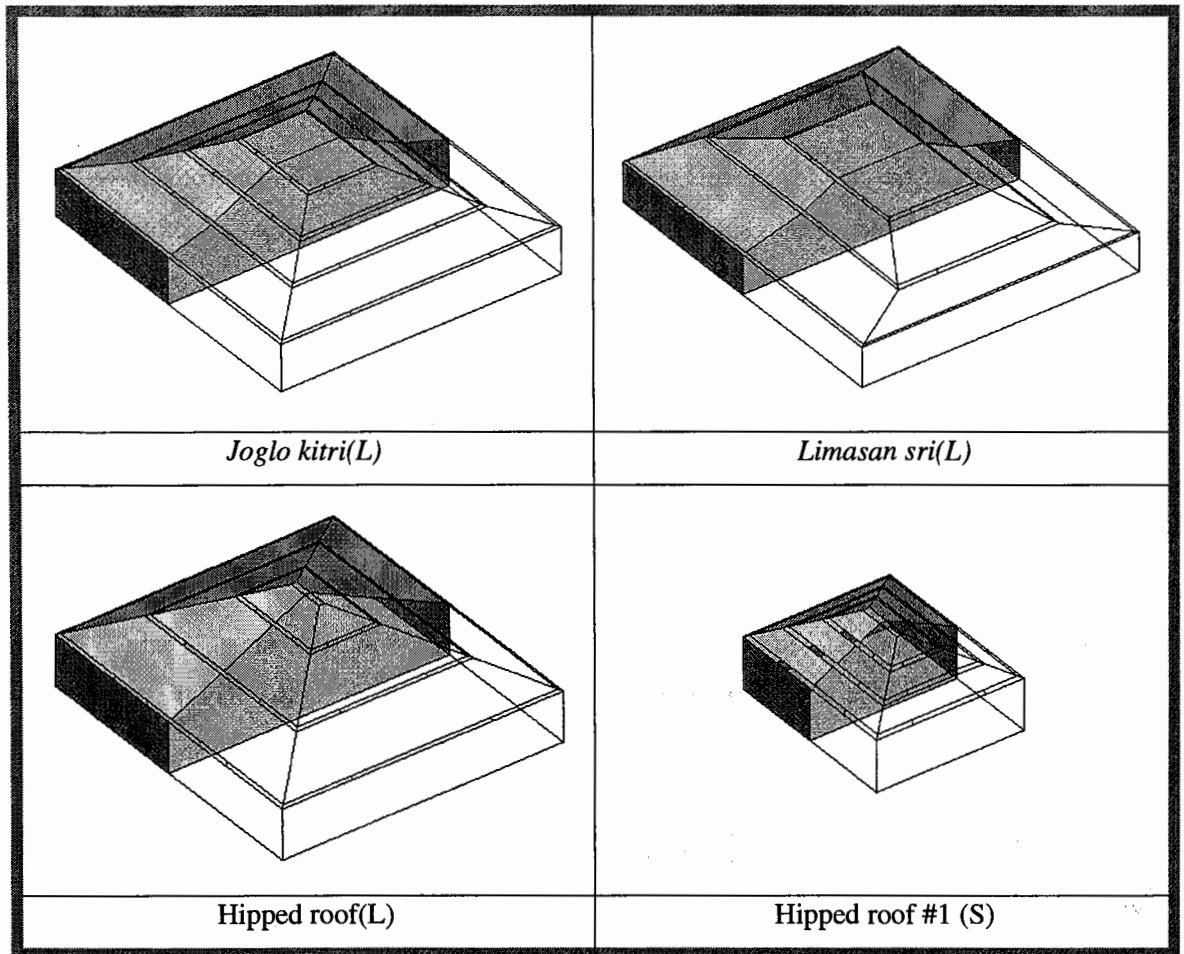 Joglo kitri(L)
Limasan sri(L)
Hipped roof(L)
Hipped roof #1 (S)